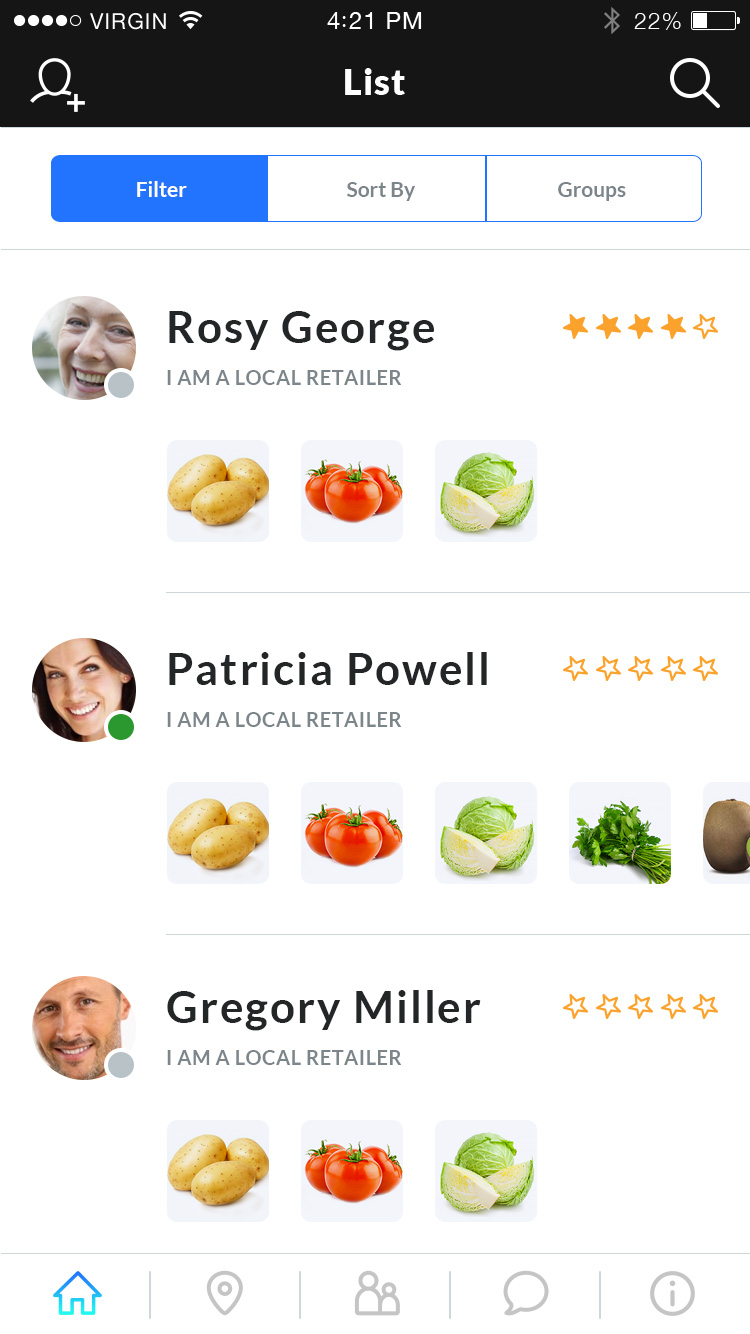 VIRGIN 4:21 PM 22%
List
Filter Sort By Groups
Rosy George
I AM A LOCAL RETAILER
Patricia Powell
I AM A LOCAL RETAILER
Gregory Miller
I AM A LOCAL RETAILER